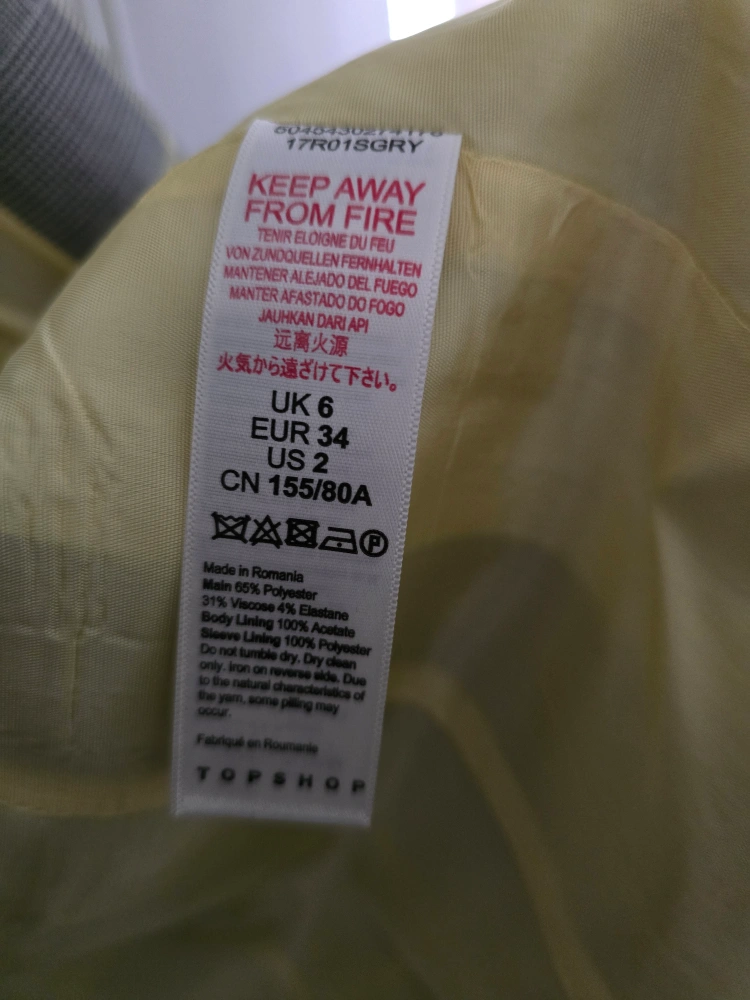 17R01SGRY
KEEP AWAY
FROM FIRE
TENIR ELOIGNE DU FEU
VON ZUNDQUELLEN FERNHALTEN
MANTENER ALEJADO DEL FUEGO
MANTER AFASTADO DO FOGO
JAUHKAN DARI API
远离火源
火気から遠ざけて下さい。
UK 6
EUR 34
US 2
CN 155/80A
P
Made in Romania
Main 65% Polyester
31% Viscose 4% Elastane
Body Lining 100% Acetate
Sleeve Lining 100% Polyester
Do not tumble dry. Dry clean
only. Iron on reverse side. Due
to the natural characteristics of
the yarn, some pilling may
occur.
Fabriqué en Roumanie
TOPSHOP